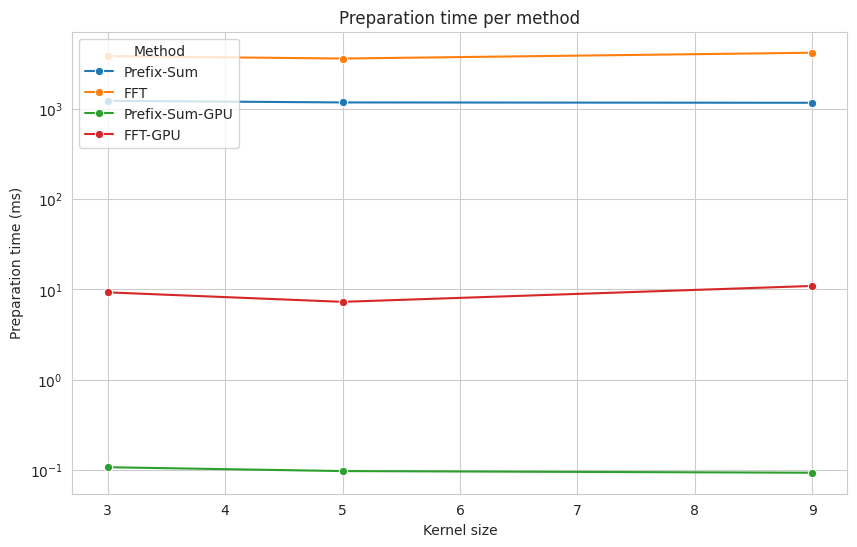 Preparation time per method
Method
Prefix-Sum
FFT
Prefix-Sum-GPU
FFT-GPU
Preparation time (ms)
10³
10²
10¹
10⁰
10⁻¹
3 4 5 6 7 8 9
Kernel size